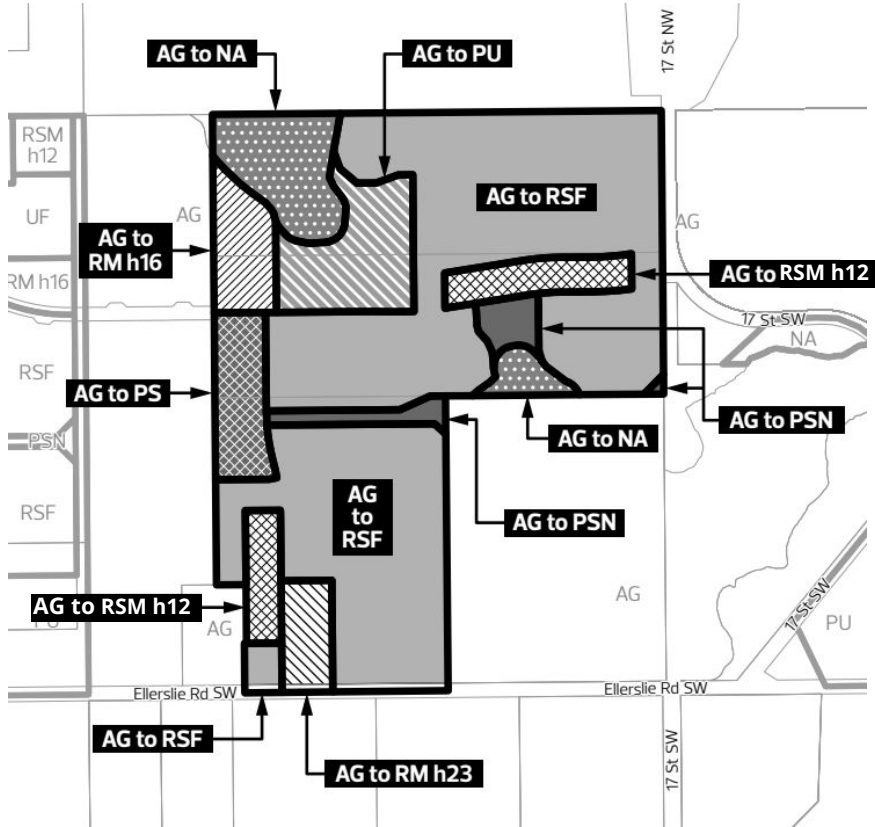 17 St NW
AG to NA
AG to PU
RSM
h12
UF
AG
AG to RSF
AG
AG to
RM h16
RM h16
AG to RSM h12
17 St SW
NA
RSF
AG to PS
AG to PSN
AG to NA
PSN
RSF
AG
to
RSF
AG to PSN
AG
AG to RSM h12
AG
17 St SW
PU
PU
Ellerslie Rd SW
Ellerslie Rd SW
AG to RSF
AG to RM h23
17 St SW